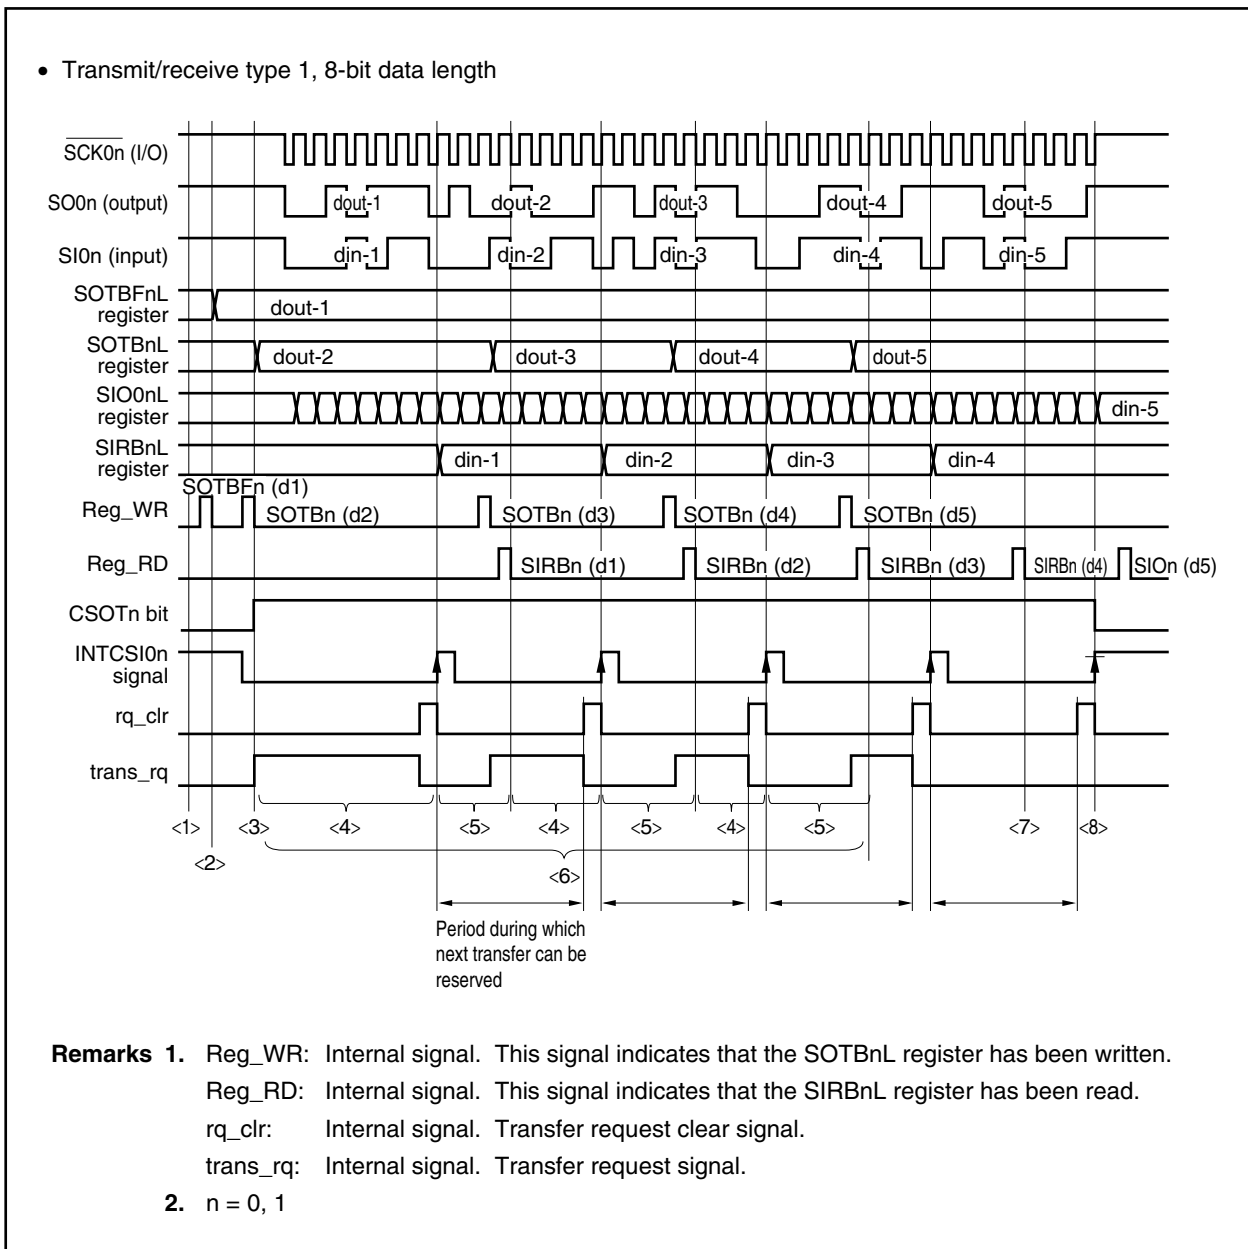 • Transmit/receive type 1, 8-bit data length
SCK0n (I/O)
SO0n (output) dout-1 dout-2 dout-3 dout-4 dout-5
SI0n (input) din-1 din-2 din-3 din-4 din-5
SOTBFnL
register dout-1
SOTBnL
register dout-2 dout-3 dout-4 dout-5
SIO0nL
register din-5
SIRBnL
register din-1 din-2 din-3 din-4
SOTBFn (d1)
Reg_WR SOTBn (d2) SOTBn (d3) SOTBn (d4) SOTBn (d5)
Reg_RD SIRBn (d1) SIRBn (d2) SIRBn (d3) SIRBn (d4) SIOn (d5)
CSOTn bit
INTCSI0n
signal
rq_clr
trans_rq
<1> <3> <4> <5> <4> <5> <4> <5> <7> <8>
<2>
<6>
Period during which
next transfer can be
reserved
Remarks 1. Reg_WR: Internal signal. This signal indicates that the SOTBnL register has been written.
Reg_RD: Internal signal. This signal indicates that the SIRBnL register has been read.
rq_clr: Internal signal. Transfer request clear signal.
trans_rq: Internal signal. Transfer request signal.
2. n = 0, 1